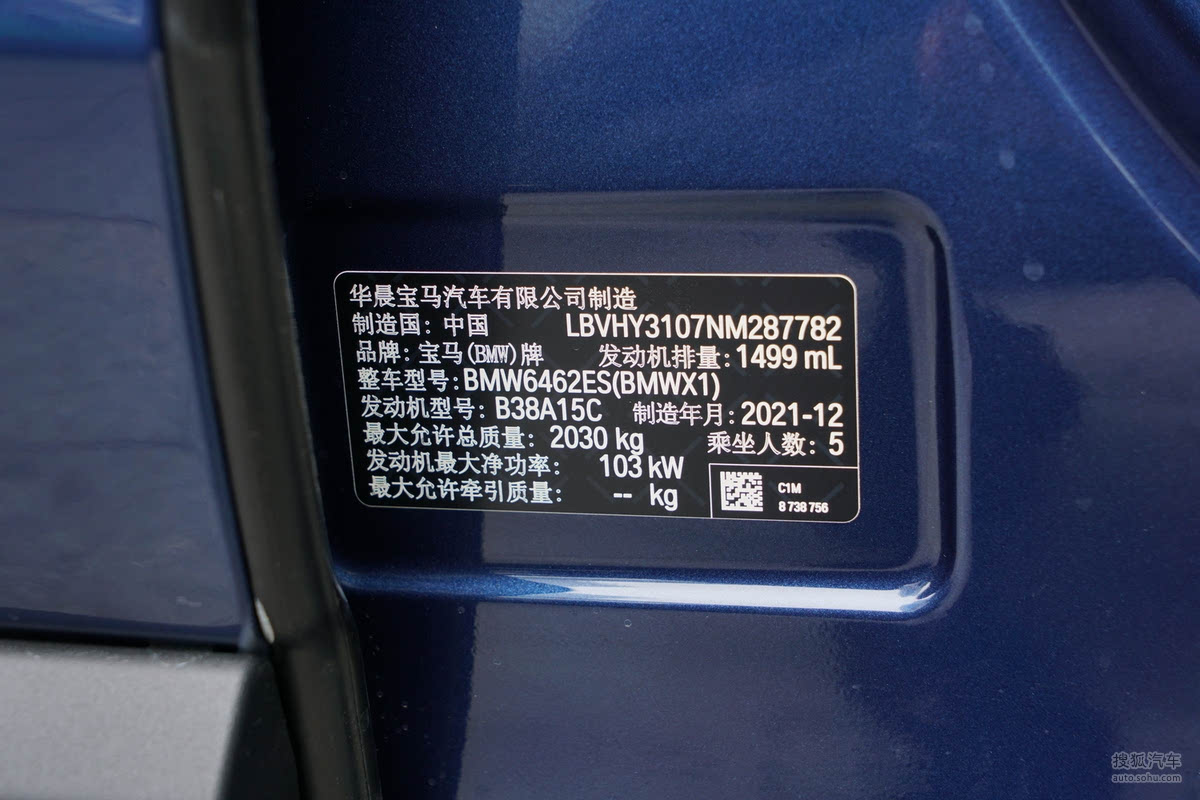 华晨宝马汽车有限公司制造
制造国: 中国 LBVHY3107NM287782
品牌: 宝马(BMW)牌 发动机排量: 1499 mL
整车型号: BMW6462ES(BMWX1)
发动机型号: B38A15C 制造年月: 2021-12
最大允许总质量: 2030 kg 乘坐人数: 5
发动机最大净功率: 103 kW
最大允许牵引质量: -- kg
C1M
8 738 756
搜狐汽车
auto.sohu.com